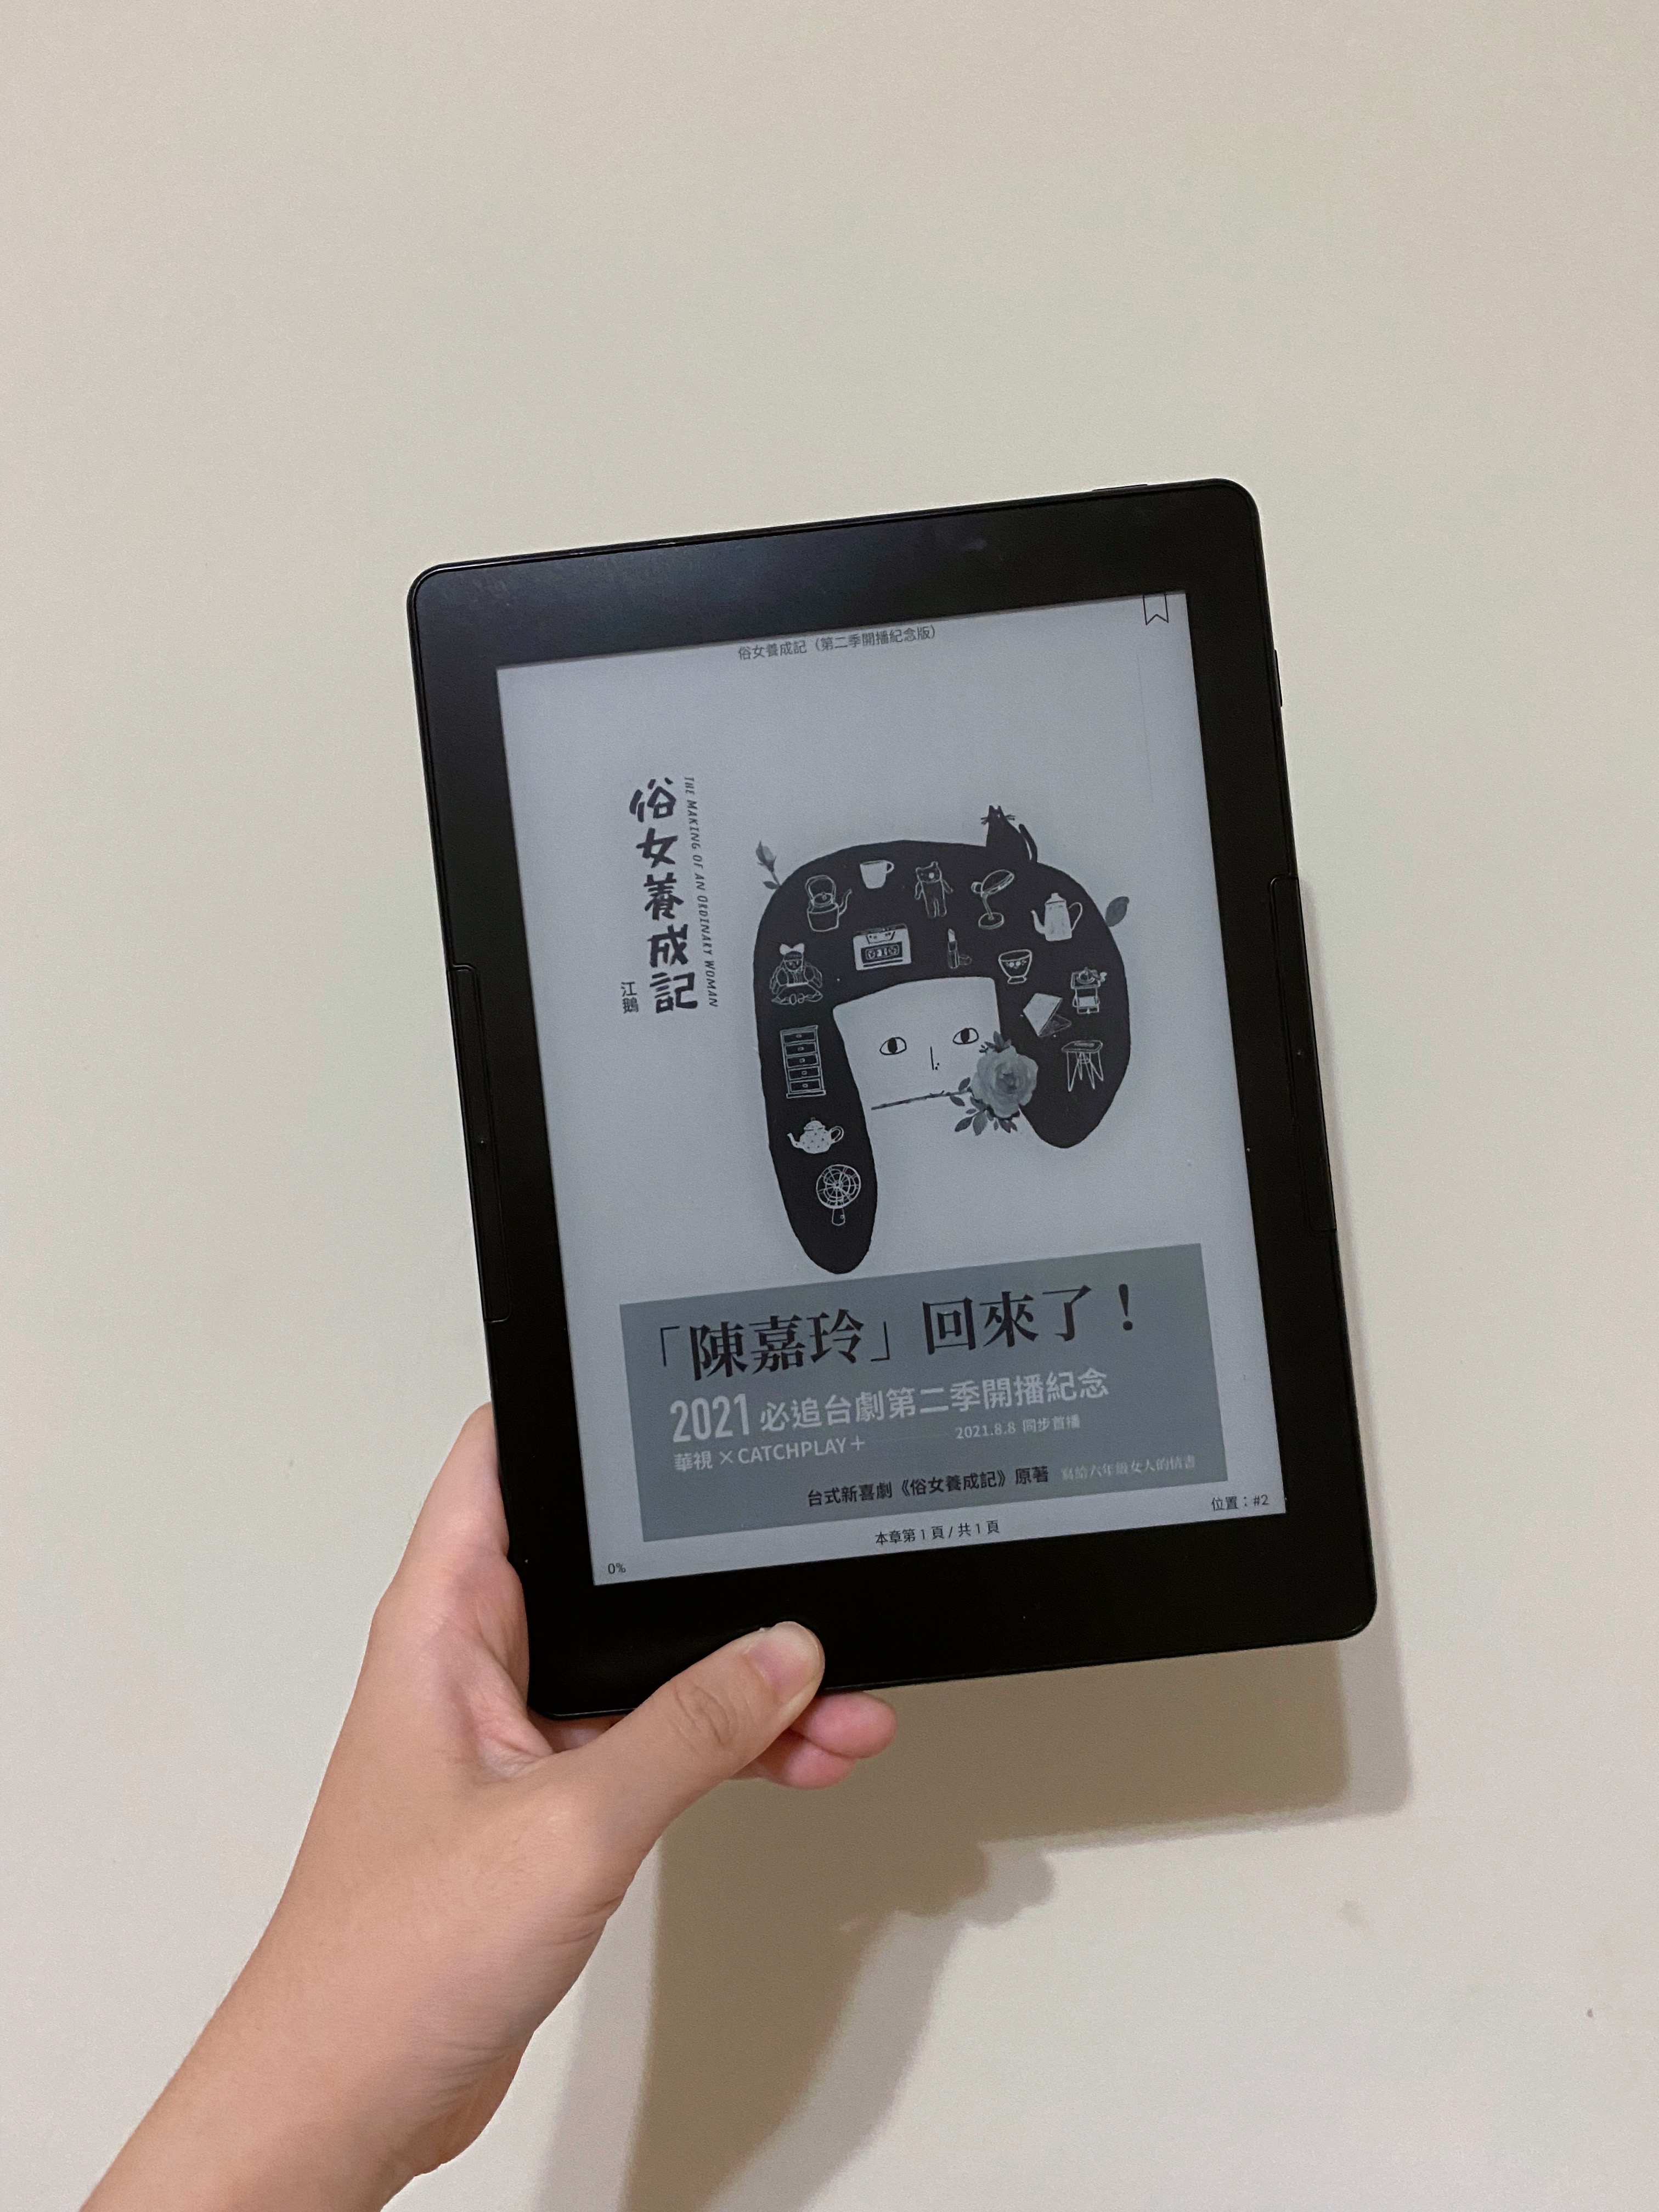 俗女養成記（第二季開播紀念版）
俗女養成記
THE MAKING OF AN ORDINARY WOMAN
江鵝
「陳嘉玲」回來了！
2021 必追台劇第二季開播紀念
華視×CATCHPLAY＋ 2021.8.8 同步首播
台式新喜劇《俗女養成記》原著 寫給六年級女人的情書
位置：#2
本章第 1 頁 / 共 1 頁
0%